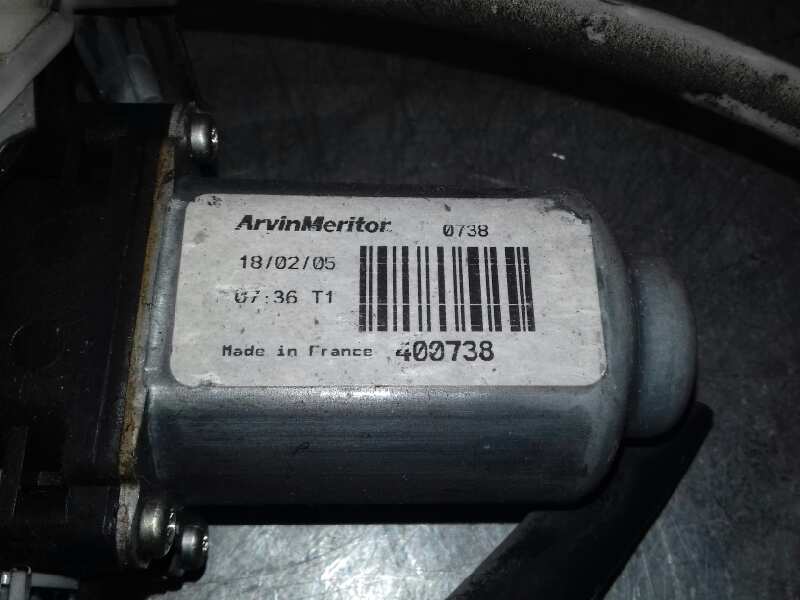 ArvinMeritor 0738
18/02/05
07:36 T1
Made in France 400738